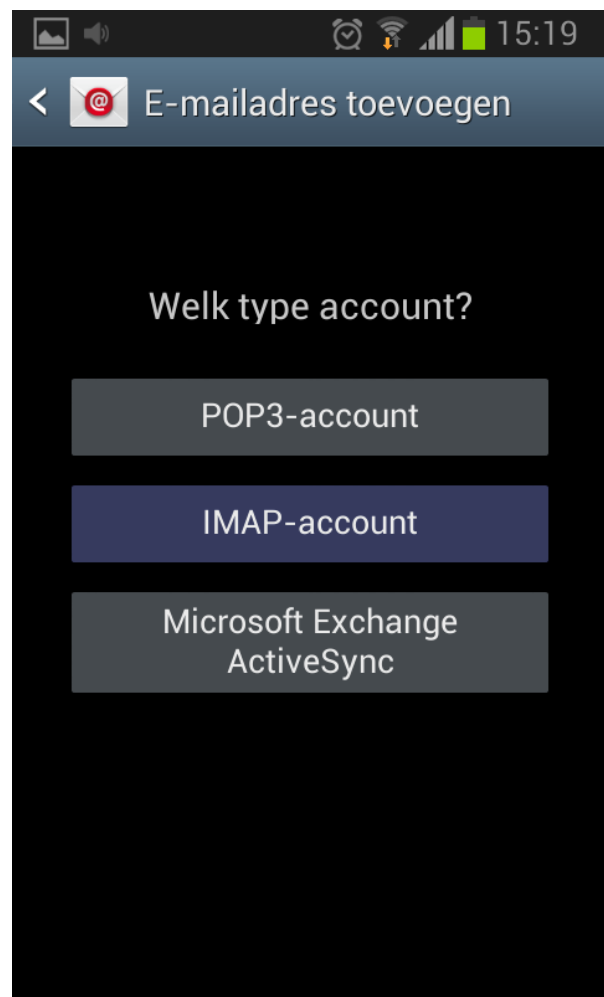 15:19
E-mailadres toevoegen
Welk type account?
POP3-account
IMAP-account
Microsoft Exchange
ActiveSync